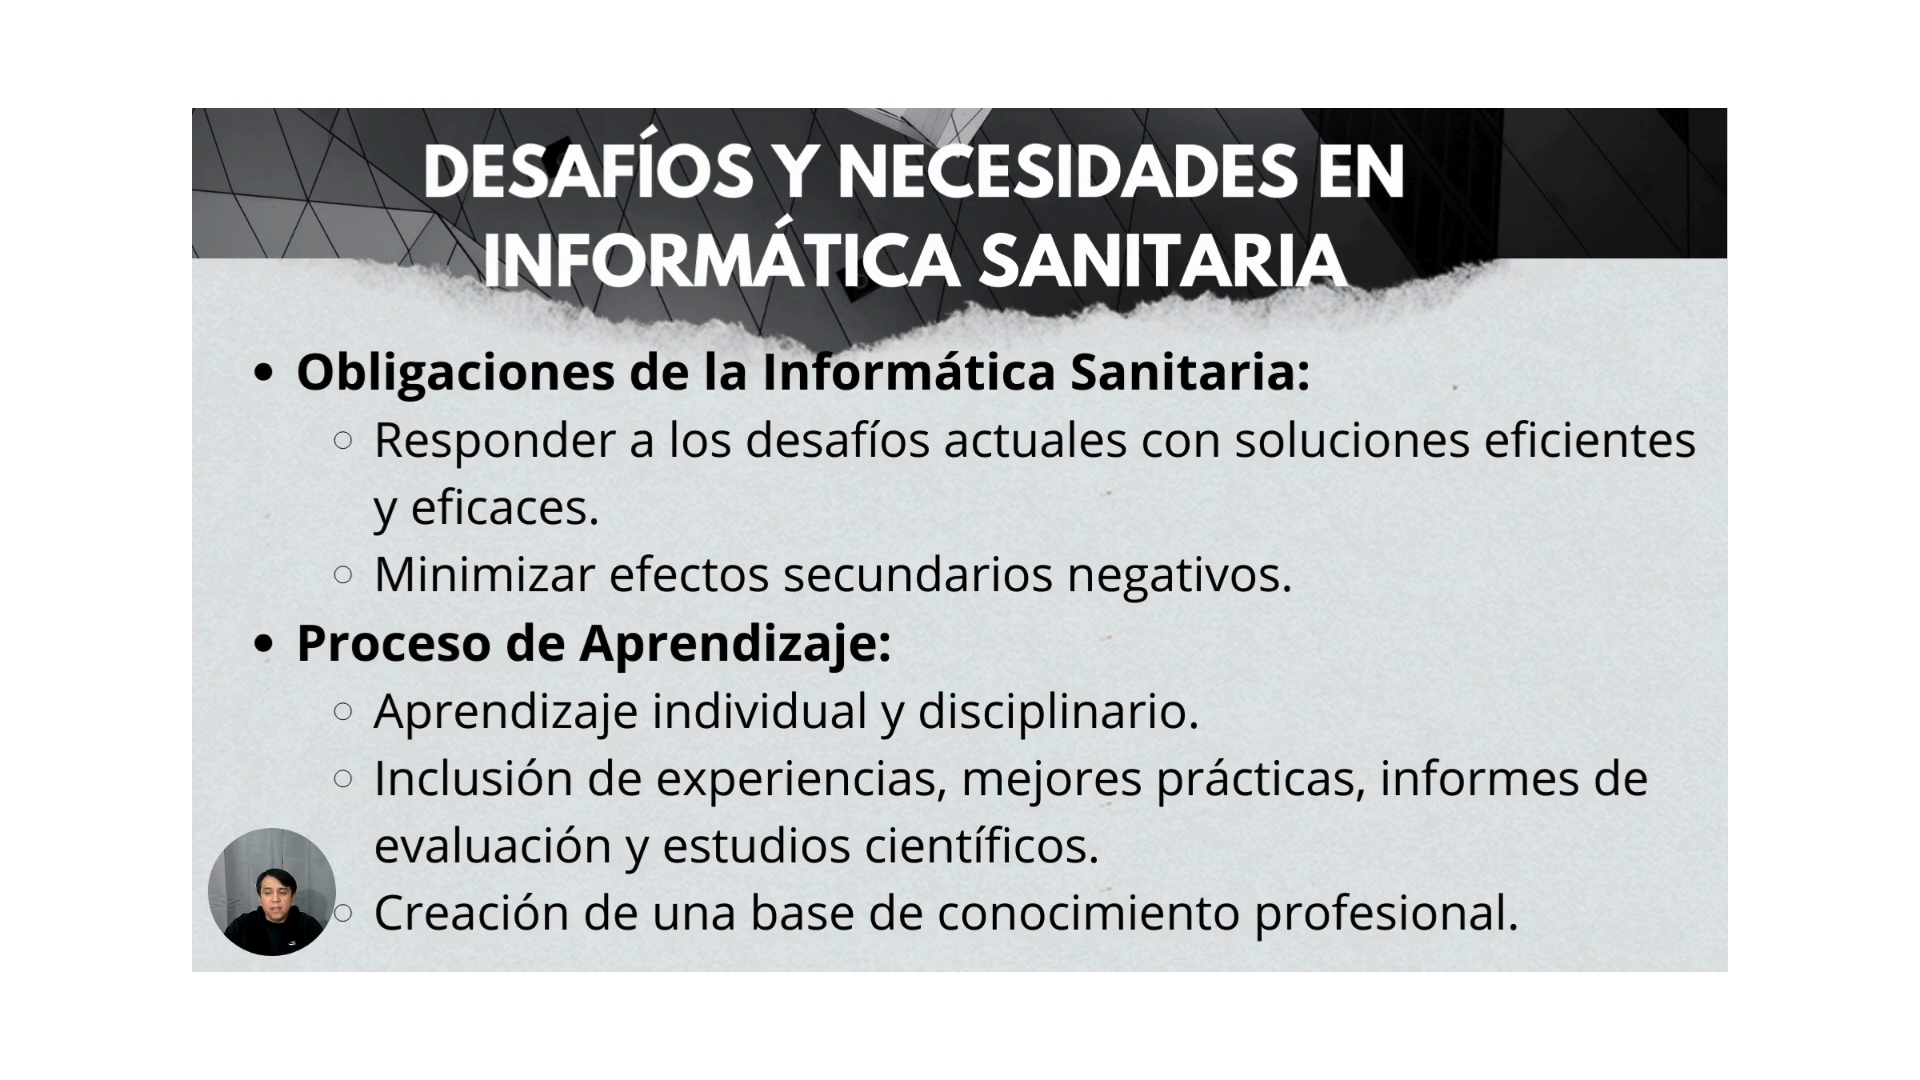 DESAFÍOS Y NECESIDADES EN
INFORMÁTICA SANITARIA
• Obligaciones de la Informática Sanitaria:
○ Responder a los desafíos actuales con soluciones eficientes
y eficaces.
○ Minimizar efectos secundarios negativos.
• Proceso de Aprendizaje:
○ Aprendizaje individual y disciplinario.
○ Inclusión de experiencias, mejores prácticas, informes de
evaluación y estudios científicos.
○ Creación de una base de conocimiento profesional.